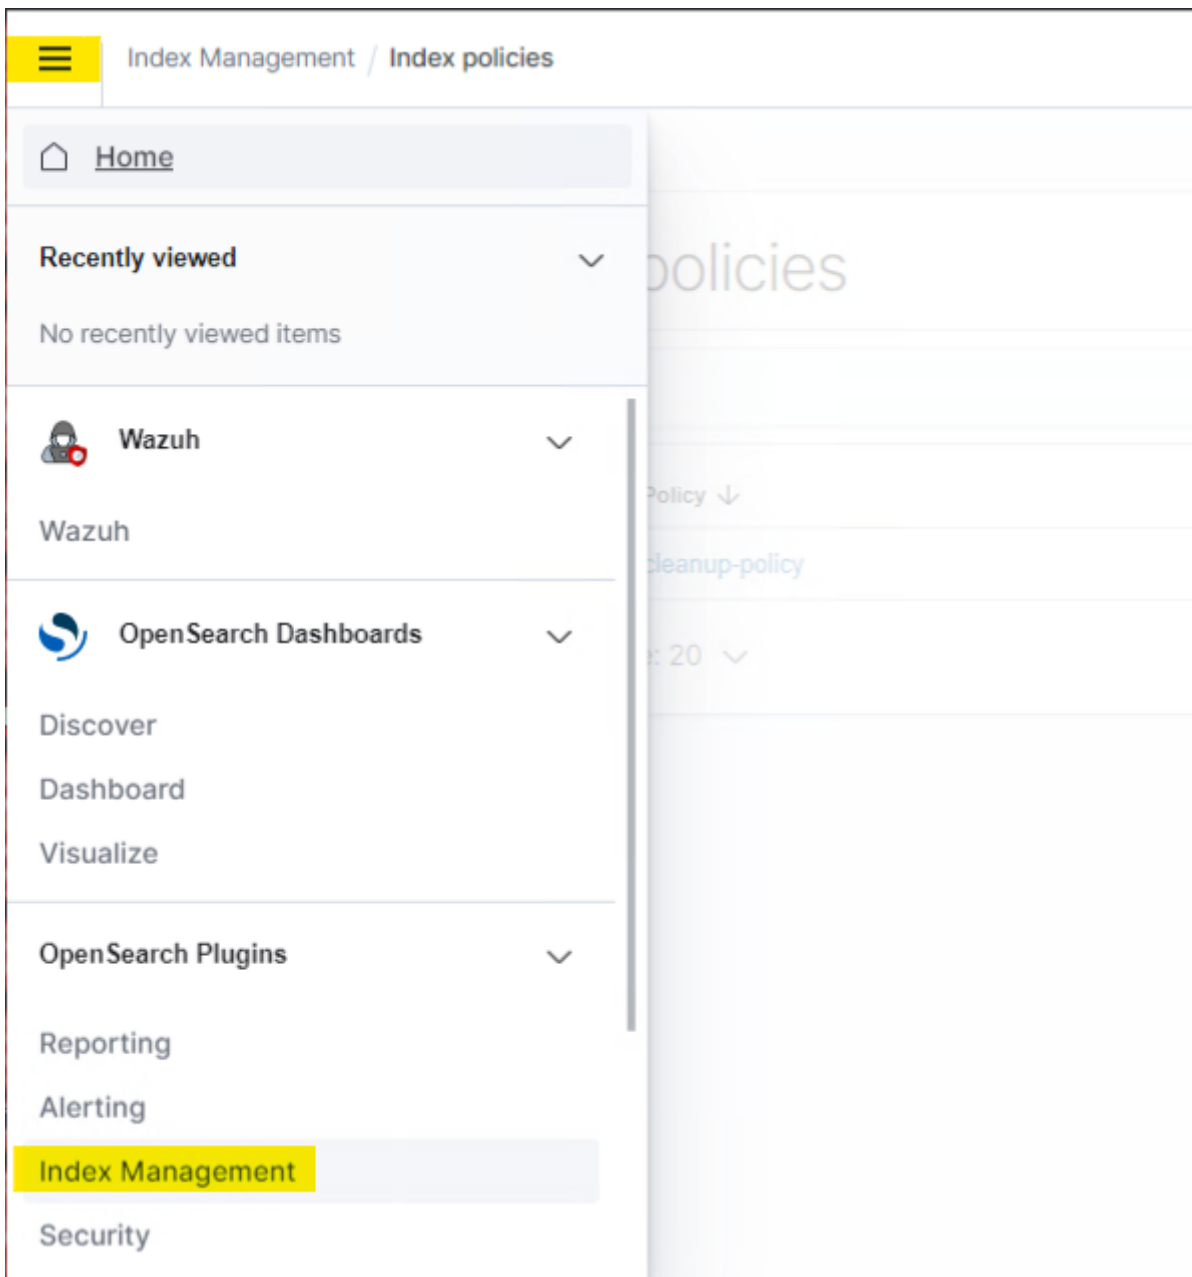 Index Management / Index policies
Home
Recently viewed
No recently viewed items
policies
Wazuh
Policy
Wazuh
cleanup-policy
OpenSearch Dashboards
: 20
Discover
Dashboard
Visualize
OpenSearch Plugins
Reporting
Alerting
Index Management
Security